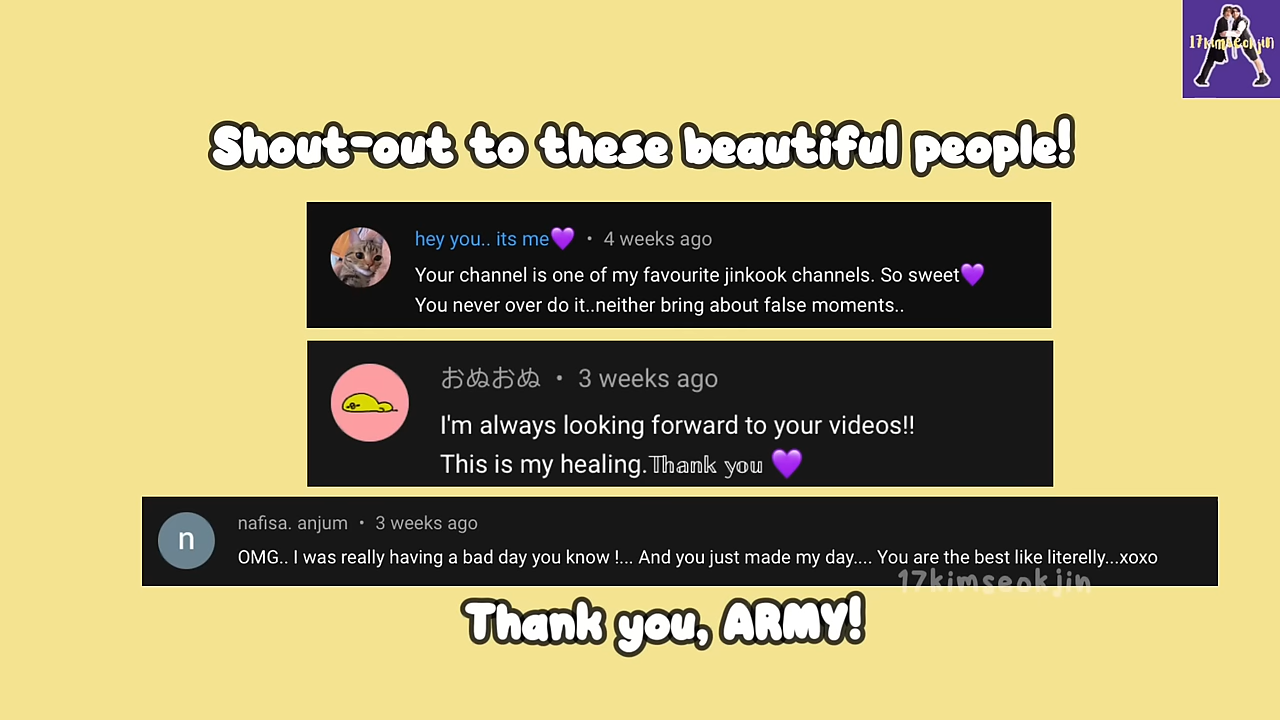 17kimseokjin
Shout-out to these beautiful people!
hey you.. its me💜 • 4 weeks ago
Your channel is one of my favourite jinkook channels. So sweet💜
You never over do it..neither bring about false moments..
おぬおぬ • 3 weeks ago
I'm always looking forward to your videos!!
This is my healing.𝕋𝕙𝕒𝕟𝕜 𝕪𝕠𝕦 💜
n
nafisa. anjum • 3 weeks ago
OMG.. I was really having a bad day you know !... And you just made my day.... You are the best like literelly...xoxo
17kimseokjin
Thank you, ARMY!